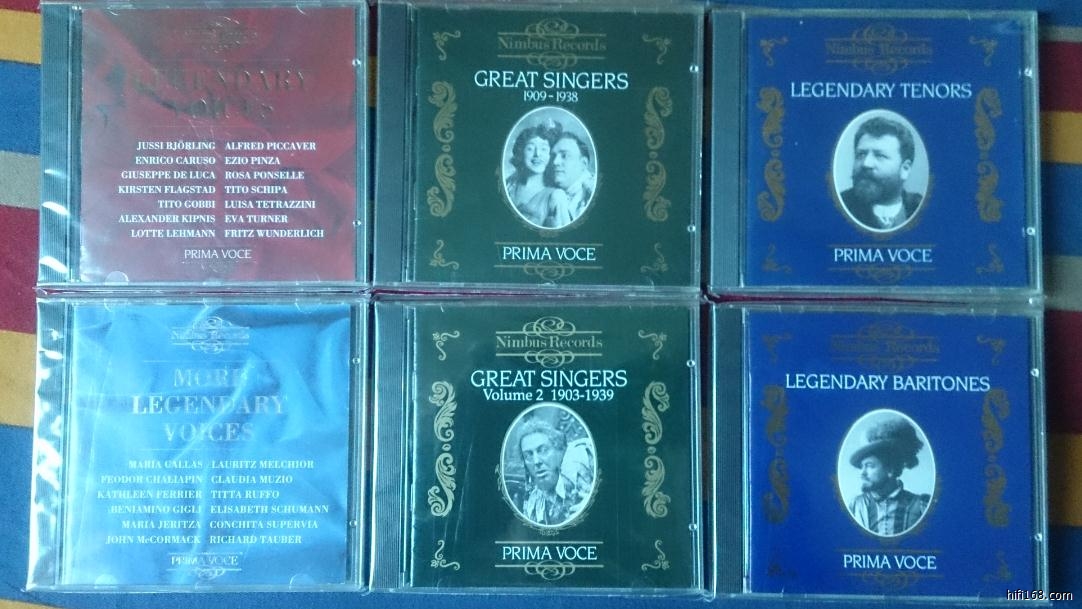 Nimbus Records
LEGENDARY
VOICES
JUSSI BJÖRLING ALFRED PICCAVER
ENRICO CARUSO EZIO PINZA
GIUSEPPE DE LUCA ROSA PONSELLE
KIRSTEN FLAGSTAD TITO SCHIPA
TITO GOBBI LUISA TETRAZZINI
ALEXANDER KIPNIS EVA TURNER
LOTTE LEHMANN FRITZ WUNDERLICH
PRIMA VOCE
Nimbus Records
GREAT SINGERS
1909-1938
PRIMA VOCE
Nimbus Records
LEGENDARY TENORS
PRIMA VOCE
Nimbus Records
MORE
LEGENDARY
VOICES
MARIA CALLAS LAURITZ MELCHIOR
FEODOR CHALIAPIN CLAUDIA MUZIO
KATHLEEN FERRIER TITTA RUFFO
BENIAMINO GIGLI ELISABETH SCHUMANN
MARIA JERITZA CONCHITA SUPERVIA
JOHN McCORMACK RICHARD TAUBER
PRIMA VOCE
Nimbus Records
GREAT SINGERS
Volume 2 1903-1939
PRIMA VOCE
Nimbus Records
LEGENDARY BARITONES
PRIMA VOCE
hifi168.com